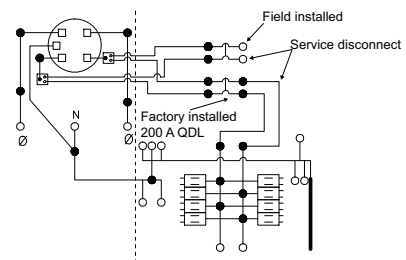 Field installed
Service disconnect
Factory installed
200 A QDL
N
Ø
Ø